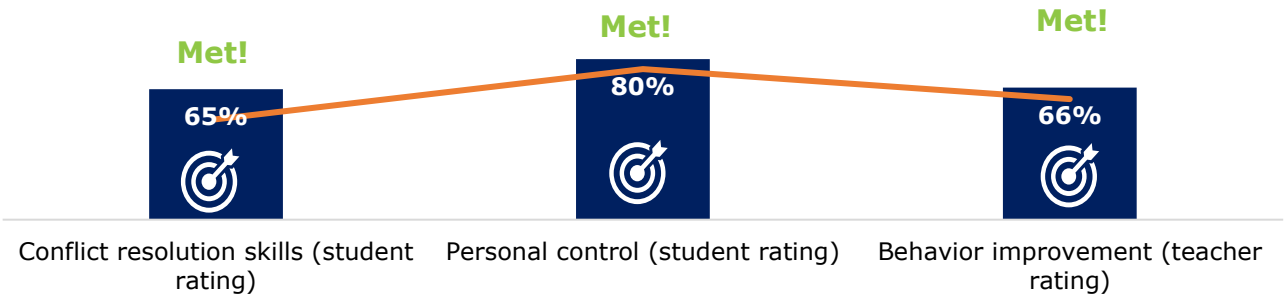 Met!
Met!
Met!
65%
80%
66%
Conflict resolution skills (student
rating)
Personal control (student rating)
Behavior improvement (teacher
rating)